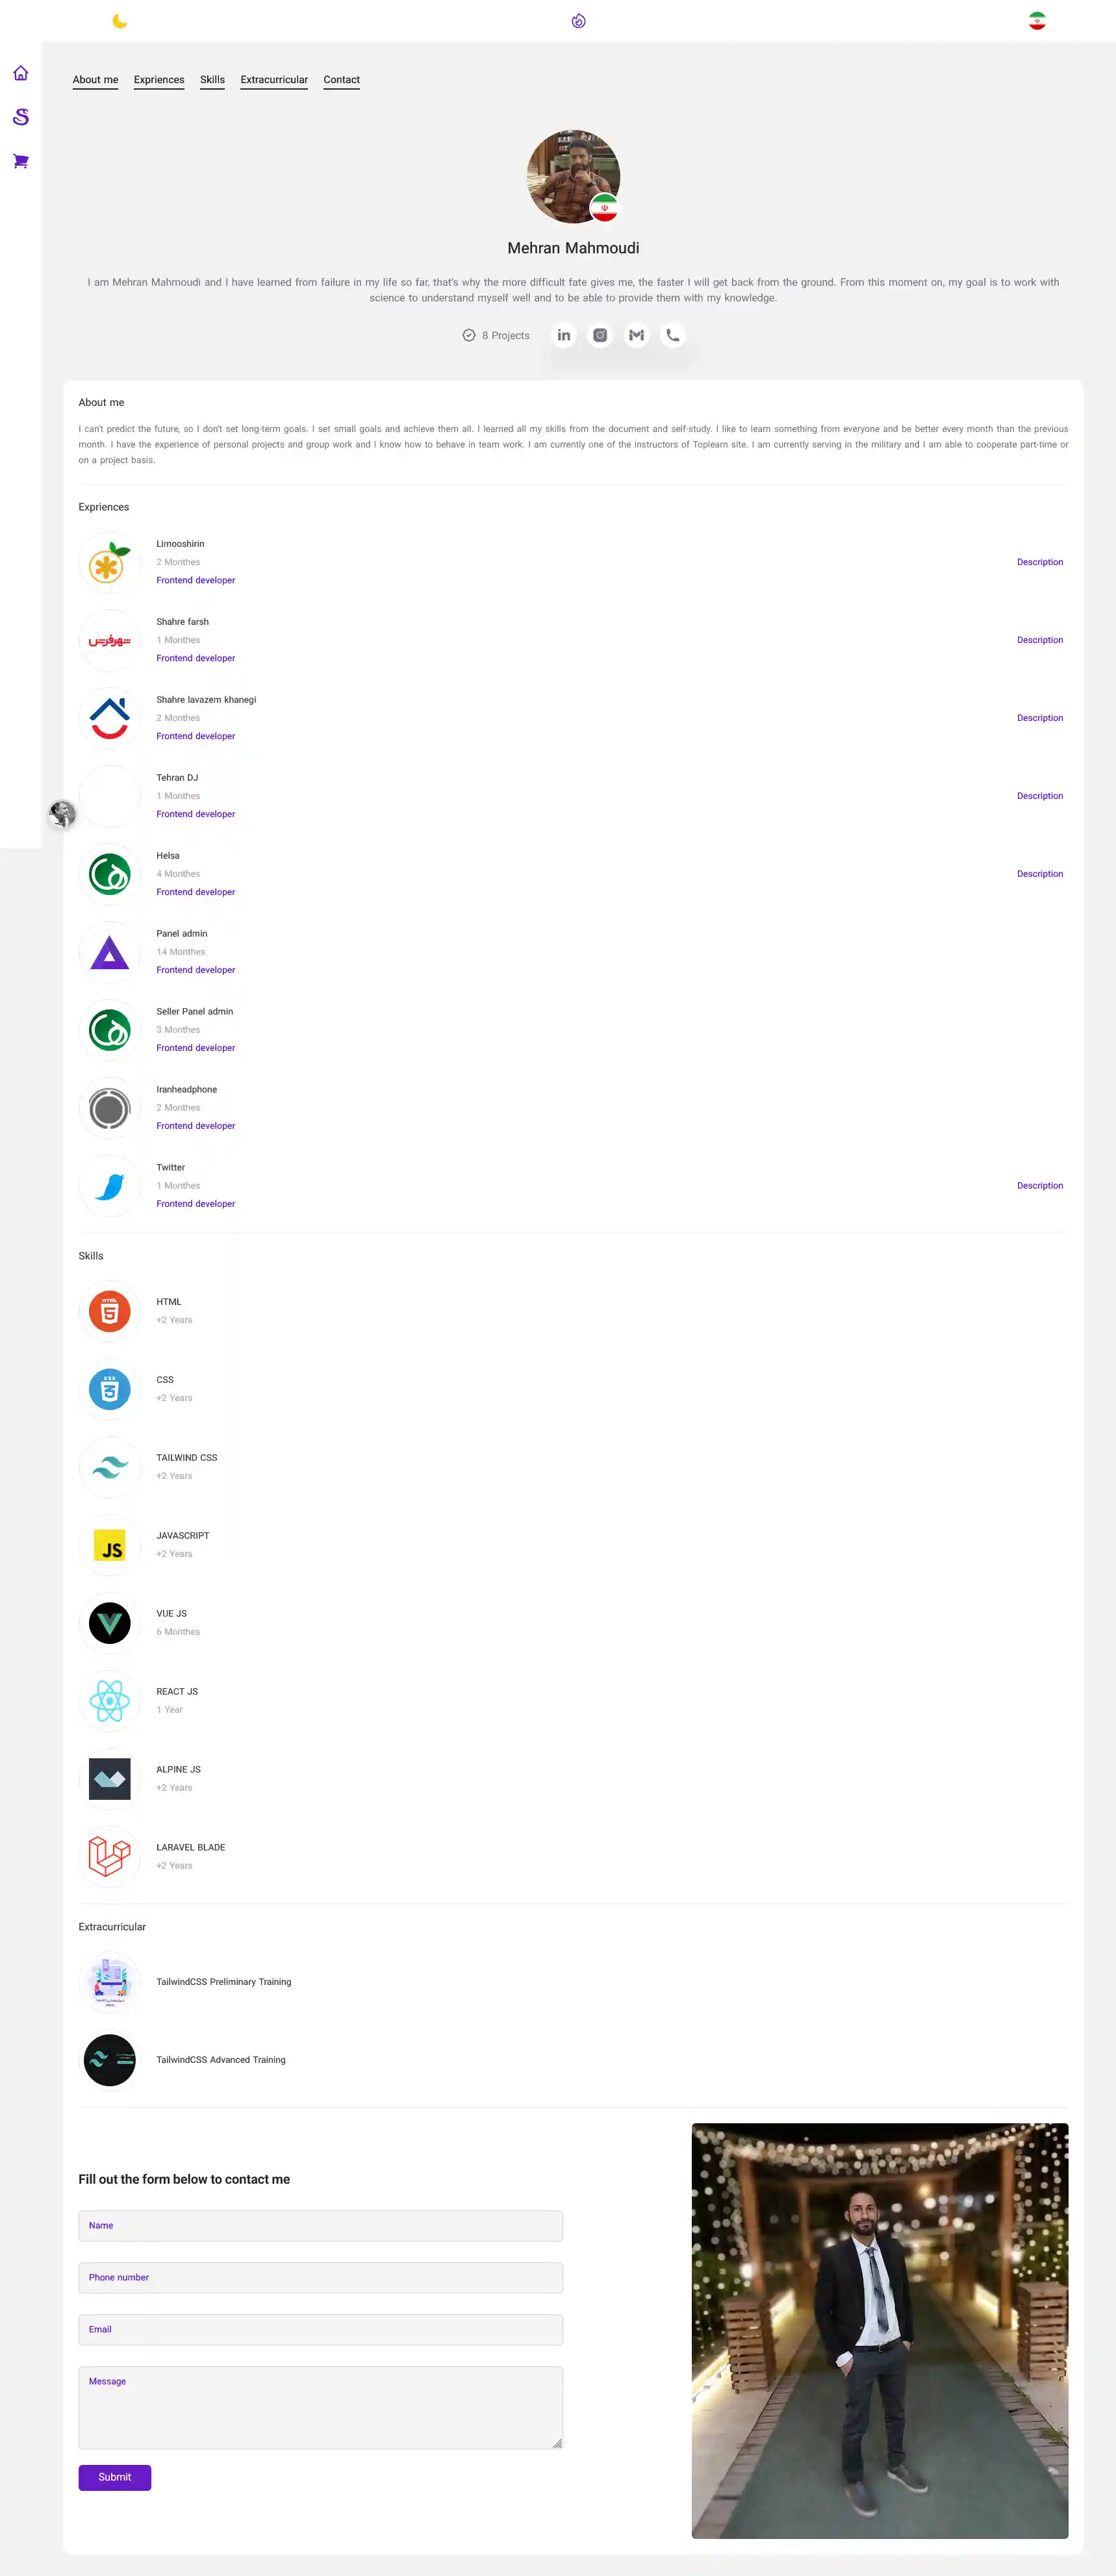 About me Expriences Skills Extracurricular Contact
Mehran Mahmoudi
I am Mehran Mahmoudi and I have learned from failure in my life so far, that's why the more difficult fate gives me, the faster I will get back from the ground. From this moment on, my goal is to work with
science to understand myself well and to be able to provide them with my knowledge.
8 Projects
in
About me
I can't predict the future, so I don't set long-term goals. I set small goals and achieve them all. I learned all my skills from the document and self-study. I like to learn something from everyone and be better every month than the previous
month. I have the experience of personal projects and group work and I know how to behave in team work. I am currently one of the instructors of Toplearn site. I am currently serving in the military and I am able to cooperate part-time or
on a project basis.
Expriences
Limooshirin
2 Monthes
Description
Frontend developer
Shahre farsh
شهرفرش
1 Monthes
Description
Frontend developer
Shahre lavazem khanegi
2 Monthes
Description
Frontend developer
Tehran DJ
1 Monthes
Description
Frontend developer
Helsa
4 Monthes
Description
Frontend developer
Panel admin
14 Monthes
Frontend developer
Seller Panel admin
3 Monthes
Frontend developer
Iranheadphone
2 Monthes
Frontend developer
Twitter
1 Monthes
Description
Frontend developer
Skills
HTML
HTML
+2 Years
CSS
CSS
+2 Years
TAILWIND CSS
+2 Years
JAVASCRIPT
JS
+2 Years
VUE JS
6 Monthes
REACT JS
1 Year
ALPINE JS
+2 Years
LARAVEL BLADE
+2 Years
Extracurricular
TailwindCSS Preliminary Training
TailwindCSS Advanced Training
Fill out the form below to contact me
Name
Phone number
Email
Message
Submit